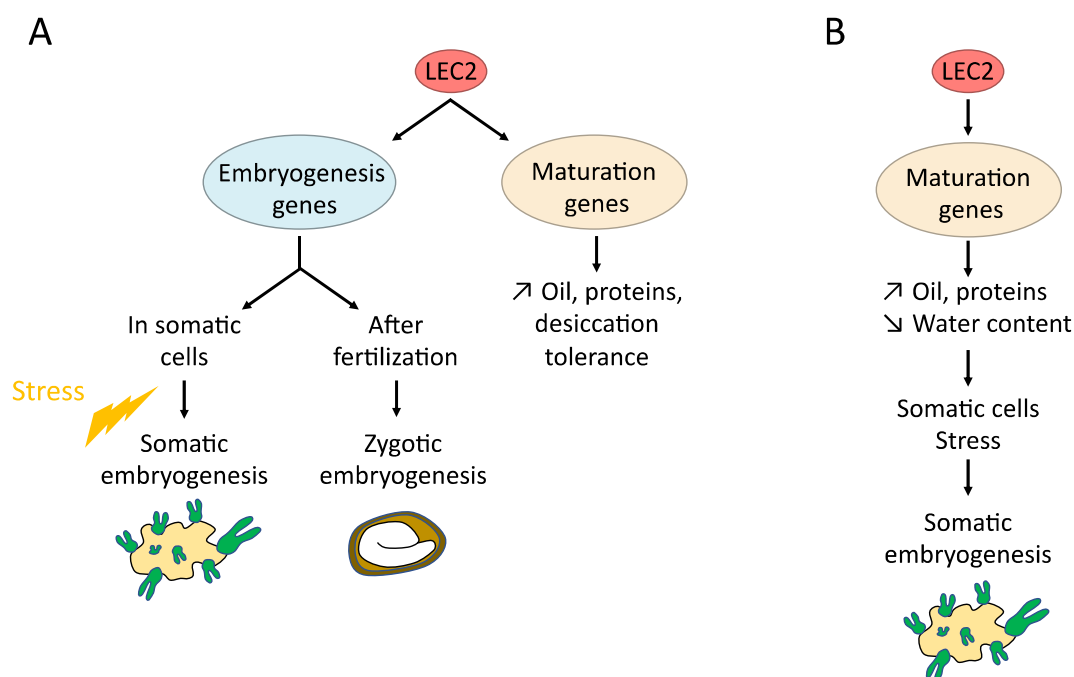 A
LEC2
Embryogenesis
genes
Maturation
genes
↗ Oil, proteins,
desiccation
tolerance
In somatic
cells
After
fertilization
Stress
Somatic
embryogenesis
Zygotic
embryogenesis
B
LEC2
Maturation
genes
↗ Oil, proteins
↘ Water content
Somatic cells
Stress
Somatic
embryogenesis